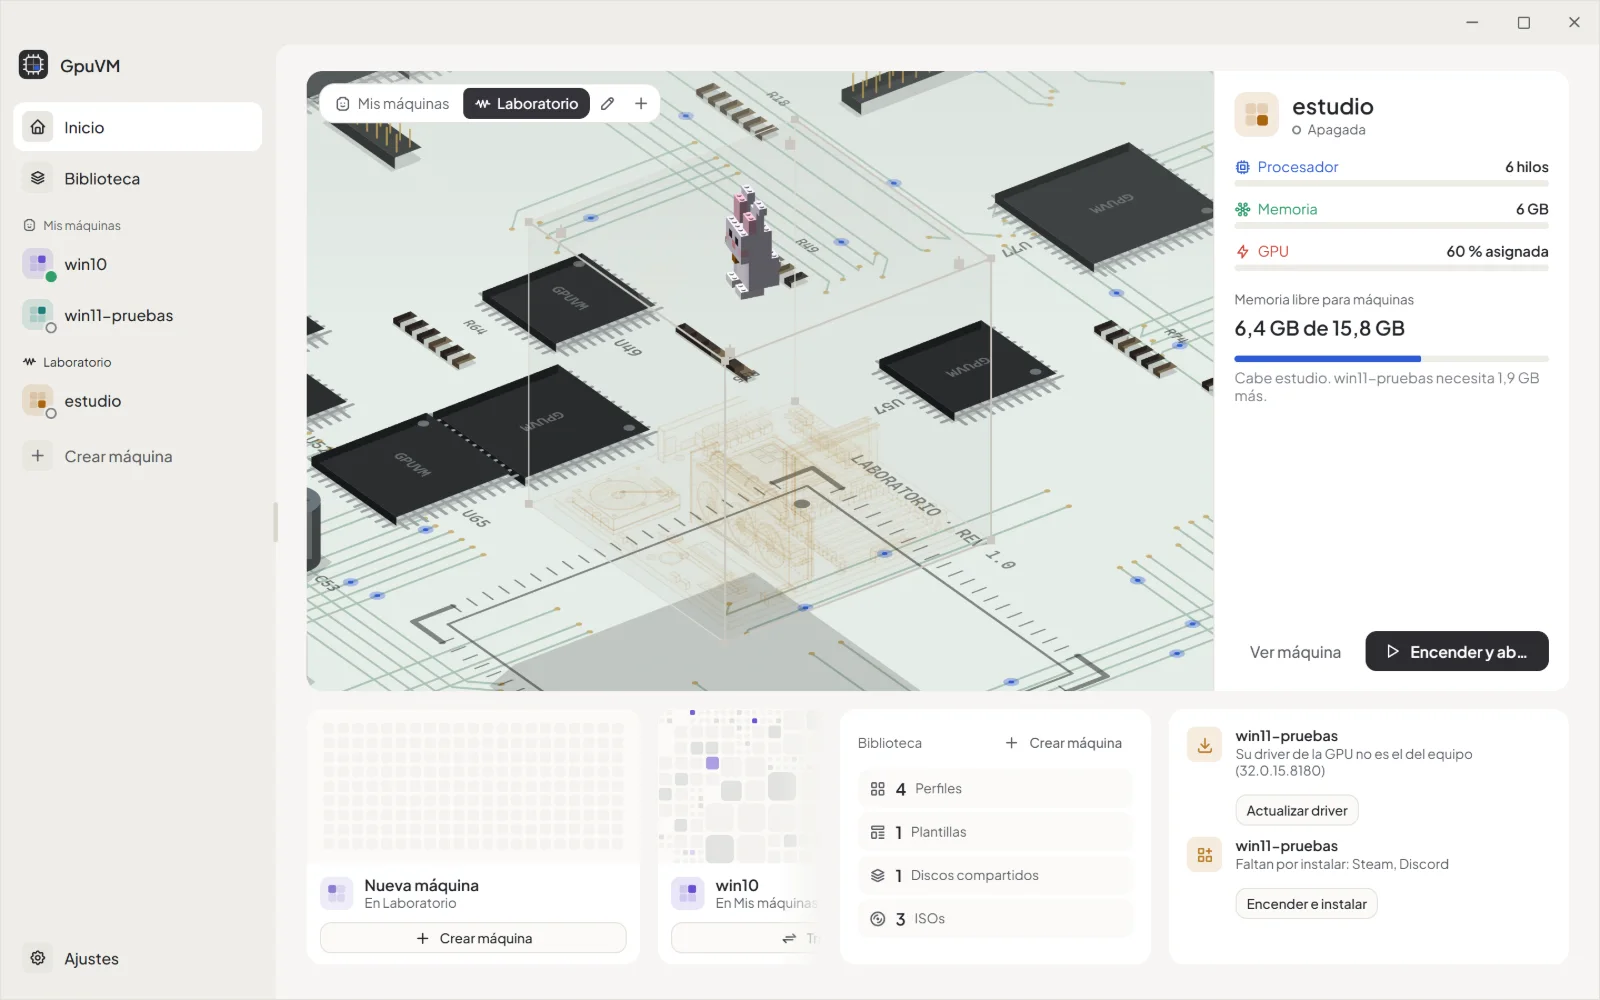 GpuVM
Inicio
Biblioteca
Mis máquinas
win10
win11-pruebas
Laboratorio
estudio
Crear máquina
Ajustes
Mis máquinas
Laboratorio
R18
GPUVM
U77
R49
GPUVM
R64
U49
GPUVM
R74
U57
GPUVM
GPUVM
U65
C53
LABORATORIO · REV 1.0
estudio
Apagada
Procesador
6 hilos
Memoria
6 GB
GPU
60 % asignada
Memoria libre para máquinas
6,4 GB de 15,8 GB
Cabe estudio. win11-pruebas necesita 1,9 GB
más.
Ver máquina
Encender y ab…
Nueva máquina
En Laboratorio
Crear máquina
win10
En Mis máquinas
Biblioteca
Crear máquina
4 Perfiles
1 Plantillas
1 Discos compartidos
3 ISOs
win11-pruebas
Su driver de la GPU no es el del equipo
(32.0.15.8180)
Actualizar driver
win11-pruebas
Faltan por instalar: Steam, Discord
Encender e instalar